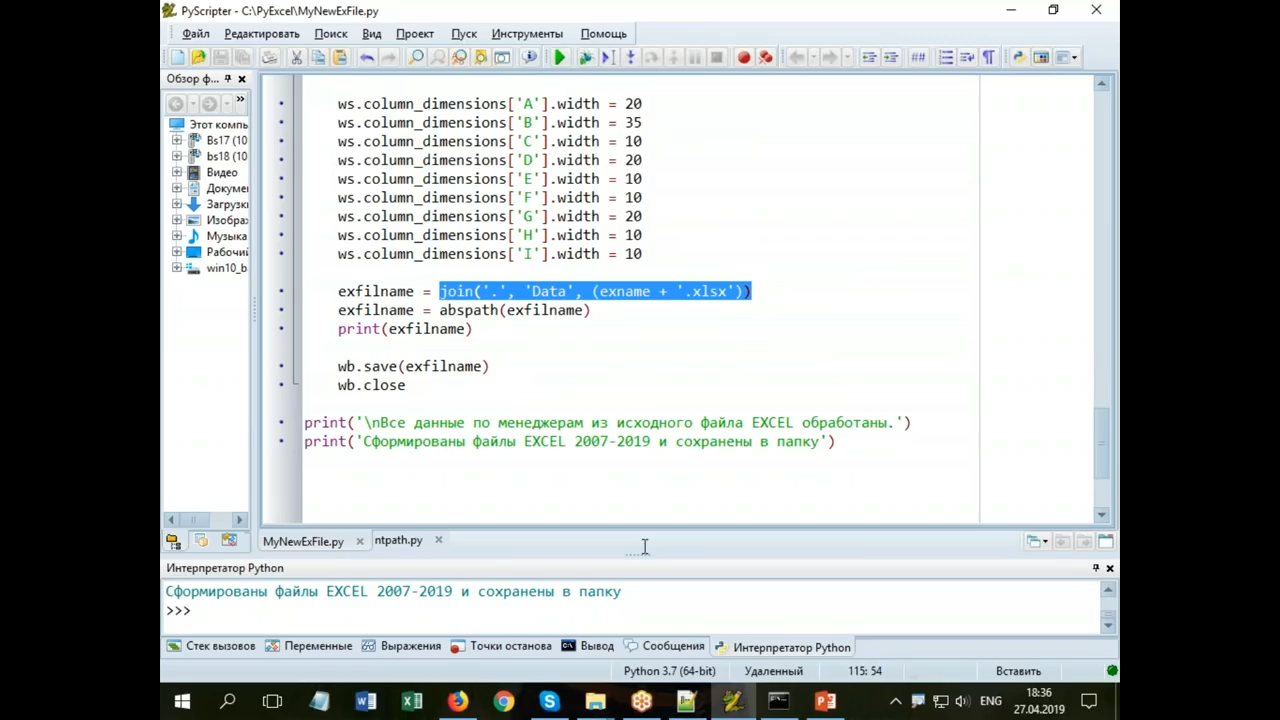 PyScripter - C:\PyExcel\MyNewExFile.py
Файл Редактировать Поиск Вид Проект Пуск Инструменты Помощь
Обзор ф...
Этот компь
Bs17 (10
bs18 (10
Видео
Докумен
Загрузк
Изображ
Музыка
Рабочий
win10_b
ws.column_dimensions['A'].width = 20
ws.column_dimensions['B'].width = 35
ws.column_dimensions['C'].width = 10
ws.column_dimensions['D'].width = 20
ws.column_dimensions['E'].width = 10
ws.column_dimensions['F'].width = 10
ws.column_dimensions['G'].width = 20
ws.column_dimensions['H'].width = 10
ws.column_dimensions['I'].width = 10
exfilname = join('.', 'Data', (exname + '.xlsx'))
exfilname = abspath(exfilname)
print(exfilname)
wb.save(exfilname)
wb.close
print('\nВсе данные по менеджерам из исходного файла EXCEL обработаны.')
print('Сформированы файлы EXCEL 2007-2019 и сохранены в папку')
MyNewExFile.py ntpath.py
Интерпретатор Python
Сформированы файлы EXCEL 2007-2019 и сохранены в папку
>>>
Стек вызовов Переменные Выражения Точки останова Вывод Сообщения Интерпретатор Python
Python 3.7 (64-bit) Удаленный 115: 54 Вставить
ENG 18:36
27.04.2019